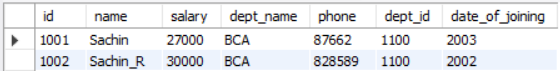 id name salary dept_name phone dept_id date_of_joining
1001 Sachin 27000 BCA 87662 1100 2003
1002 Sachin_R 30000 BCA 828589 1100 2002